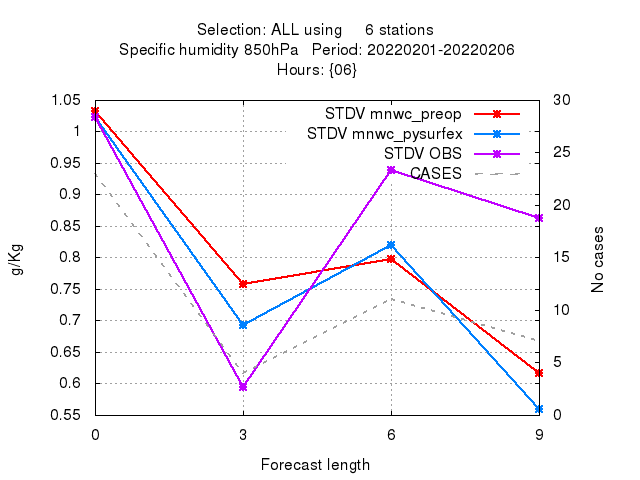 Selection: ALL using 6 stations
Specific humidity 850hPa Period: 20220201-20220206
Hours: {06}
STDV mnwc_preop
STDV mnwc_pysurfex
STDV OBS
CASES
1.05
1
0.95
0.9
0.85
0.8
0.75
0.7
0.65
0.6
0.55
g/Kg
30
25
20
15
10
5
0
No cases
0 3 6 9
Forecast length